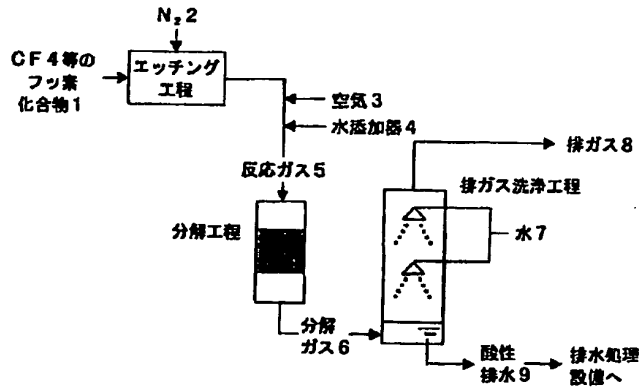 N₂2
CF4等の
フッ素
化合物1
エッチング
工程
空気3
水添加器4
反応ガス5
排ガス8
排ガス洗浄工程
分解工程
水7
分解
ガス6
酸性
排水9
排水処理
設備へ